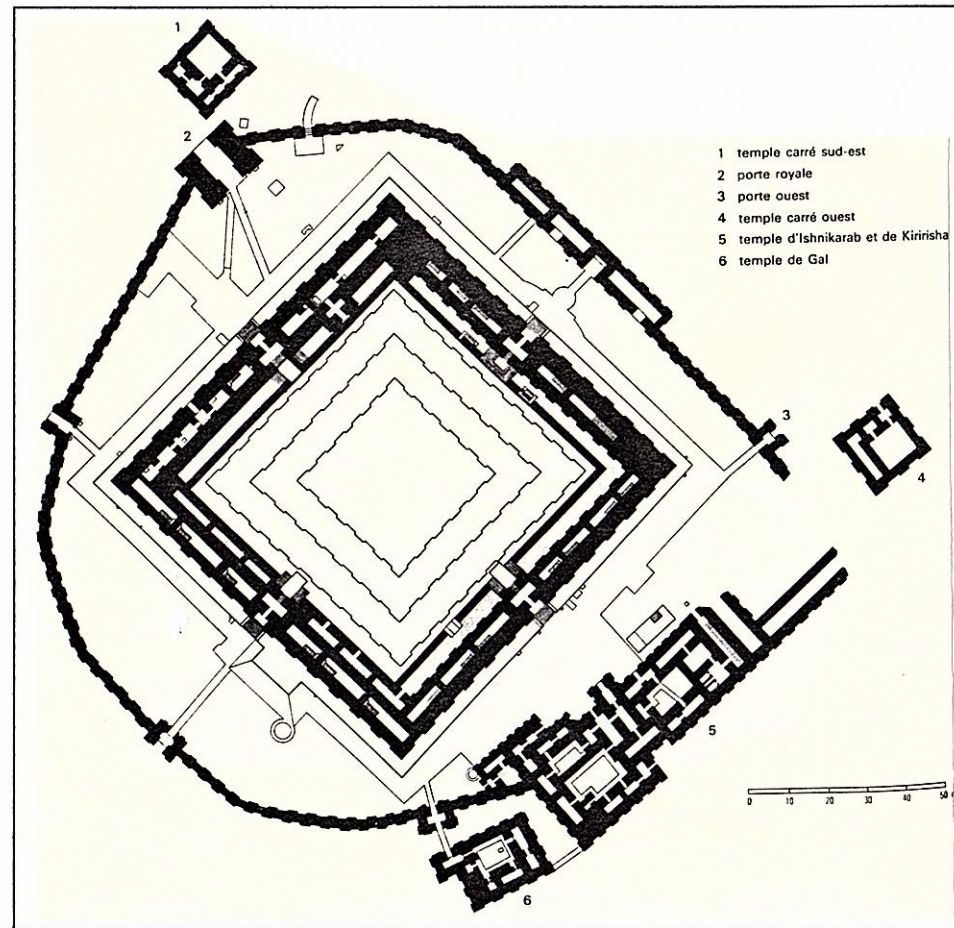 1
2
1 temple carré sud-est
2 porte royale
3 porte ouest
4 temple carré ouest
5 temple d'Ishnikarab et de Kiririsha
6 temple de Gal
3
4
5
0 10 20 30 40 50
6